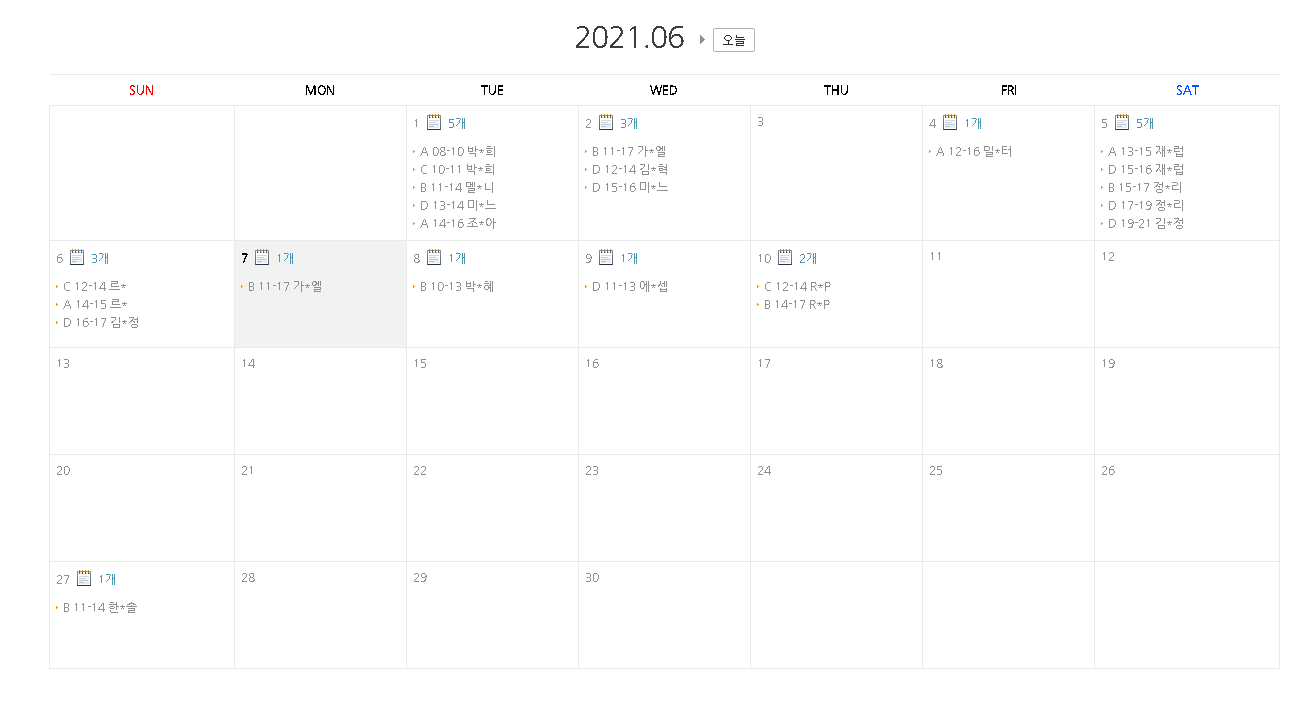 2021.06 오늘
SUN MON TUE WED THU FRI SAT
1 5개
A 08-10 박*희
C 10-11 박*희
B 11-14 멜*니
D 13-14 미*느
A 14-16 조*아
2 3개
B 11-17 가*엘
D 12-14 김*혁
D 15-16 미*느
3
4 1개
A 12-16 밀*터
5 5개
A 13-15 재*럽
D 15-16 재*럽
B 15-17 정*리
D 17-19 정*리
D 19-21 김*정
6 3개
C 12-14 르*
A 14-15 르*
D 16-17 김*정
7 1개
B 11-17 가*엘
8 1개
B 10-13 박*혜
9 1개
D 11-13 에*셉
10 2개
C 12-14 R*P
B 14-17 R*P
11
12
13 14 15 16 17 18 19
20 21 22 23 24 25 26
27 1개
B 11-14 한*솔
28
29
30